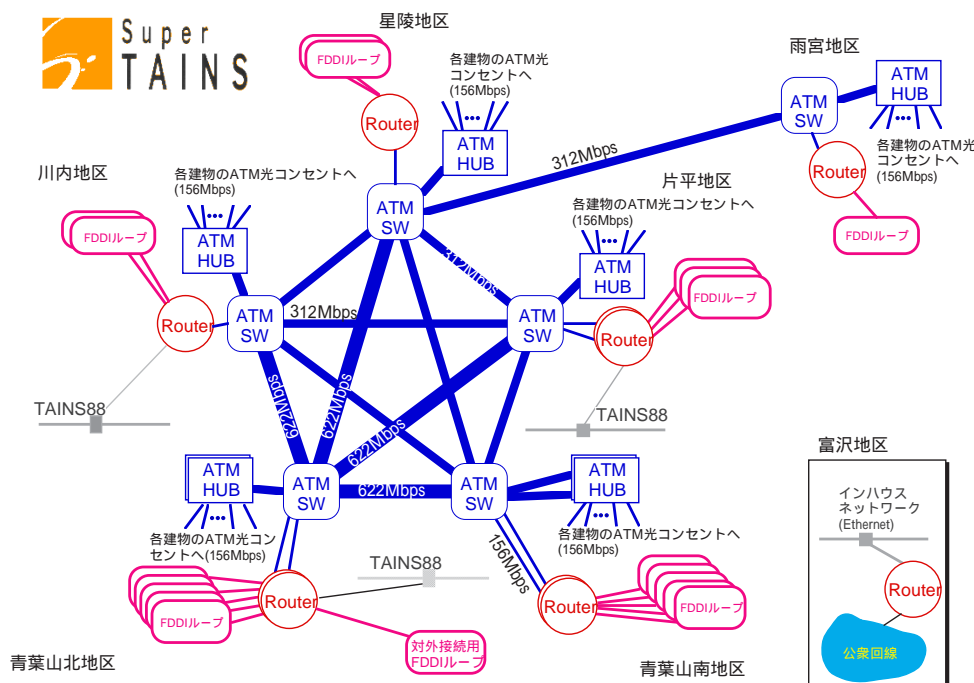 Super
TAINS
星陵地区
FDDIループ
Router
各建物のATM光
コンセントへ
(156Mbps)
ATM
HUB
ATM
SW
雨宮地区
ATM
SW
ATM
HUB
各建物のATM光
コンセントへ
(156Mbps)
Router
FDDIループ
312Mbps
川内地区
各建物のATM光コンセントへ
(156Mbps)
ATM
HUB
FDDIループ
Router
ATM
SW
TAINS88
片平地区
各建物のATM光コンセントへ
(156Mbps)
ATM
HUB
FDDIループ
ATM
SW
Router
TAINS88
312Mbps
312Mbps
622Mbps
622Mbps
622Mbps
622Mbps
ATM
HUB
ATM
SW
各建物のATM光コン
セントへ(156Mbps)
TAINS88
FDDIループ
Router
対外接続用
FDDIループ
青葉山北地区
ATM
SW
ATM
HUB
各建物のATM光コンセントへ
(156Mbps)
156Mbps
Router
FDDIループ
青葉山南地区
富沢地区
インハウス
ネットワーク
(Ethernet)
Router
公衆回線